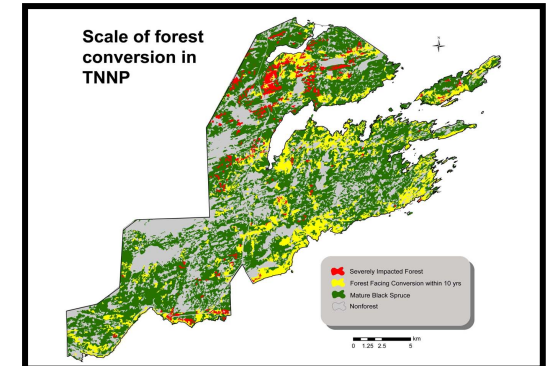 Scale of forest
conversion in
TNNP
Severely Impacted Forest
Forest Facing Conversion within 10 yrs
Mature Black Spruce
Nonforest
km
0 1.25 2.5 5